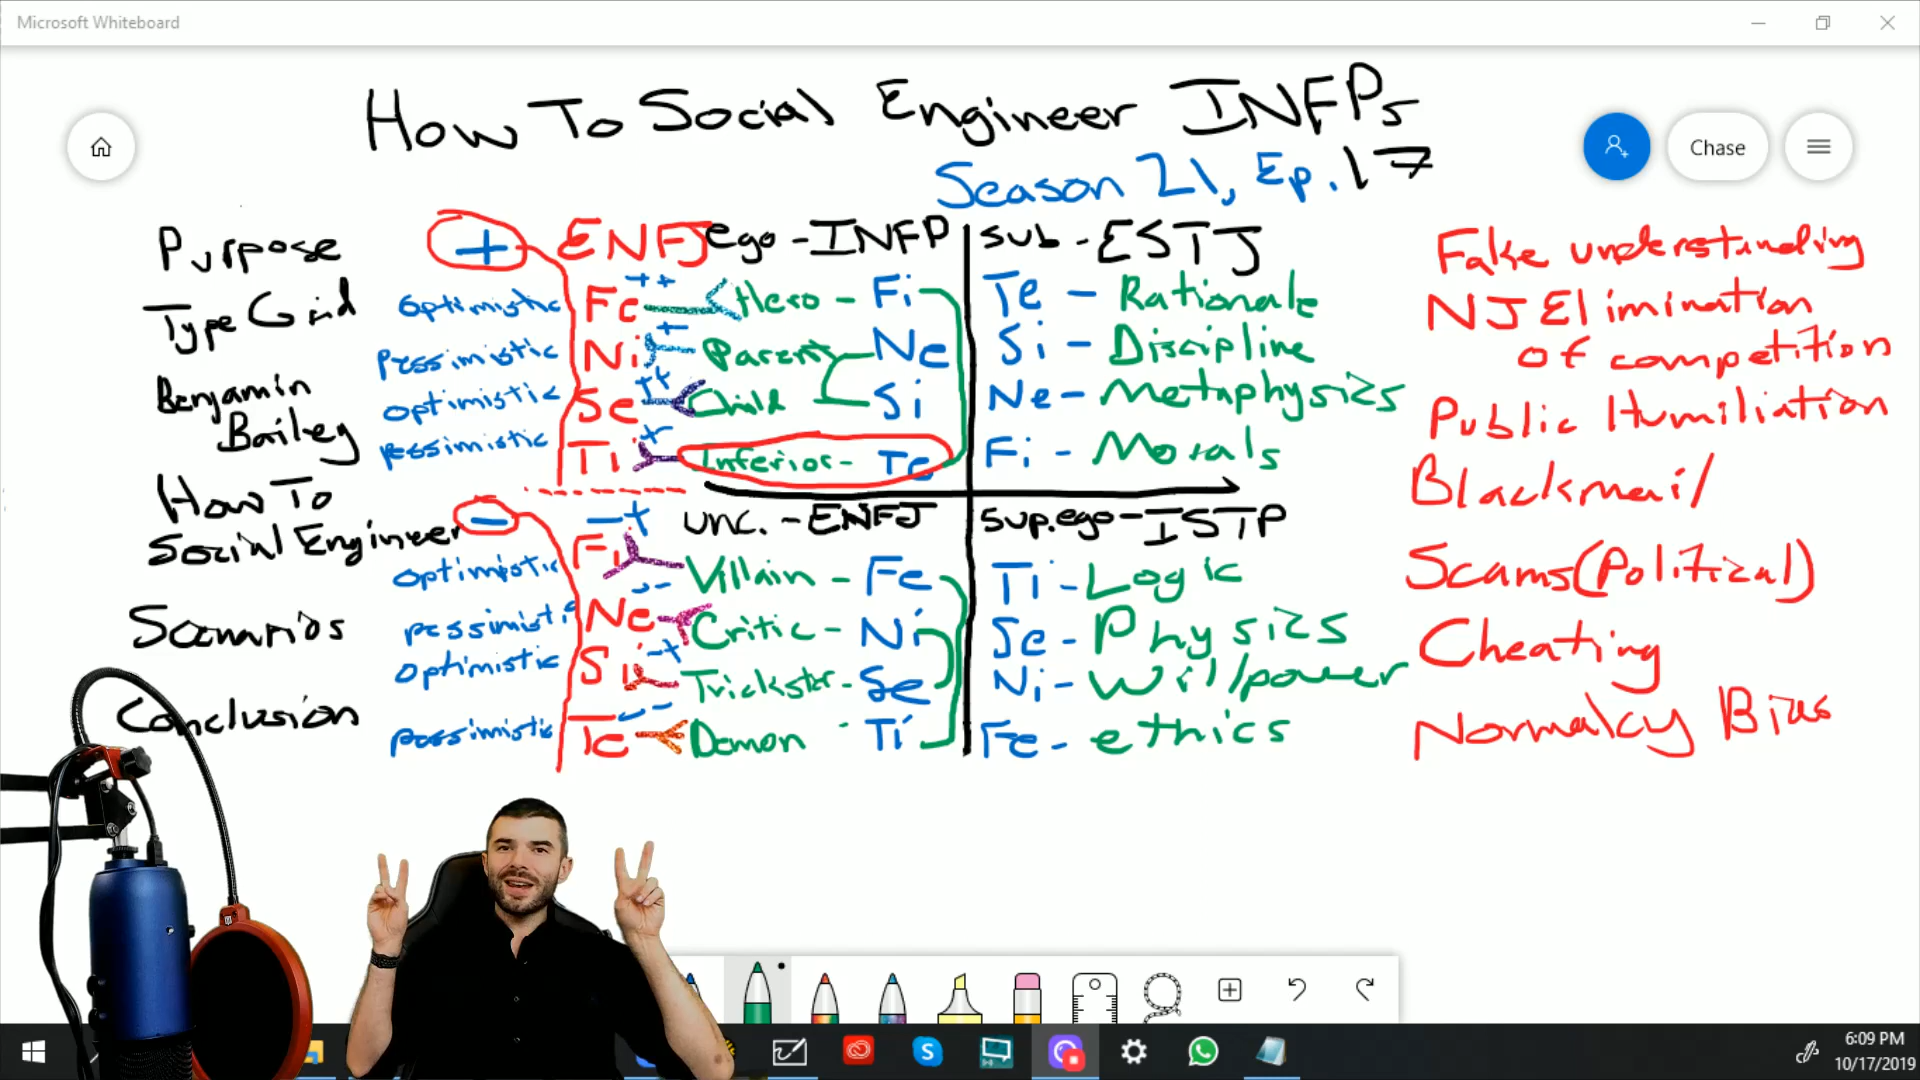 Microsoft Whiteboard
How To Social Engineer INFPs
Season 21, Ep. 17
Chase
Purpose
Type Grid
Benjamin
Bailey
How To
Social Engineer
Scenarios
Conclusion
+ ENFJ
optimistic Fe ++
pessimistic Ni -+
optimistic Se ++
pessimistic Ti -+
- -+
optimistic Fi
pessimistic Ne --
optimistic Si -+
pessimistic Te --
ego - INFP
Hero - Fi
Parent Ne
Child Si
Inferior - Te
sub - ESTJ
Te - Rationale
Si - Discipline
Ne - Metaphysics
Fi - Morals
unc. - ENFJ
Villain - Fe
Critic - Ni
Trickster - Se
Demon - Ti
sup.ego - ISTP
Ti - Logic
Se - Physics
Ni - Willpower
Fe - ethics
Fake understanding
NJ Elimination
of competition
Public Humiliation
Blackmail
Scams (Political)
Cheating
Normalcy Bias
6:09 PM
10/17/2019